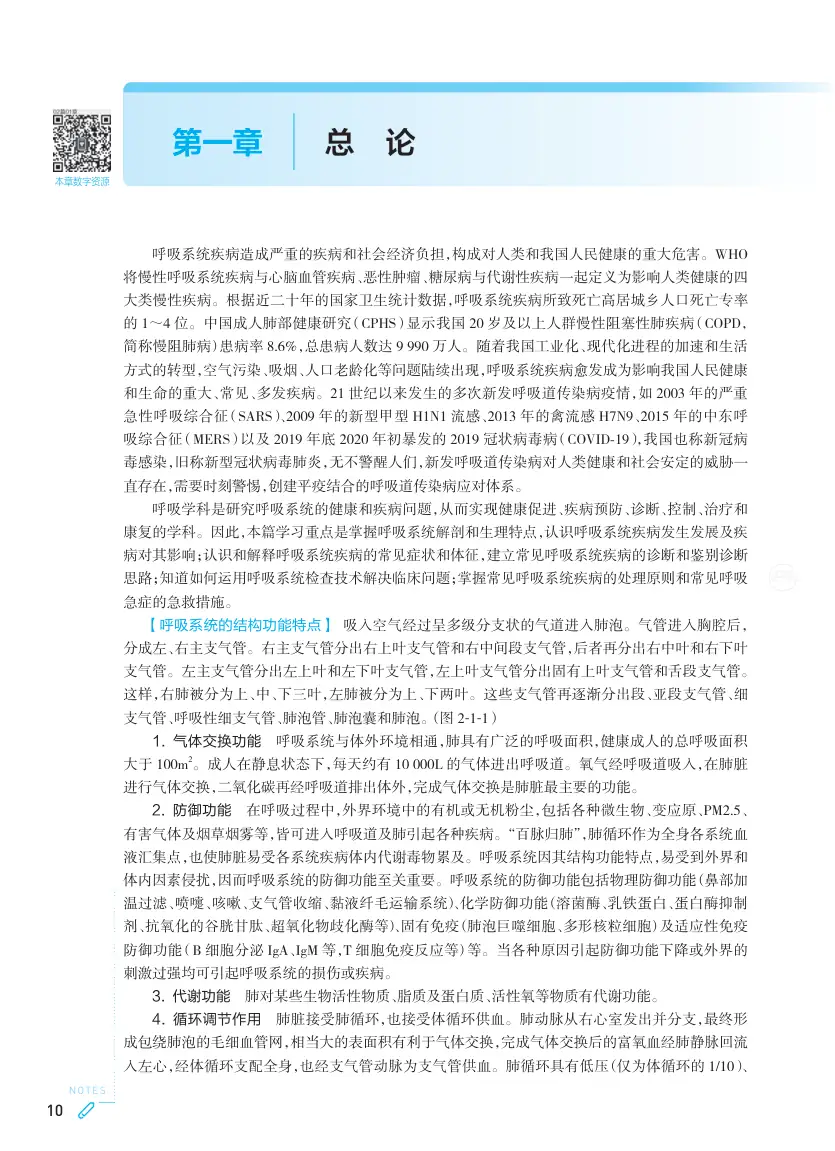 02篇01章
本章数字资源
第一章
总 论
呼吸系统疾病造成严重的疾病和社会经济负担，构成对人类和我国人民健康的重大危害。WHO
将慢性呼吸系统疾病与心脑血管疾病、恶性肿瘤、糖尿病与代谢性疾病一起定义为影响人类健康的四
大类慢性疾病。根据近二十年的国家卫生统计数据，呼吸系统疾病所致死亡高居城乡人口死亡专率
的 1～4 位。中国成人肺部健康研究（CPHS）显示我国 20 岁及以上人群慢性阻塞性肺疾病（COPD，
简称慢阻肺病）患病率 8.6%，总患病人数达 9 990 万人。随着我国工业化、现代化进程的加速和生活
方式的转型，空气污染、吸烟、人口老龄化等问题陆续出现，呼吸系统疾病愈发成为影响我国人民健康
和生命的重大、常见、多发疾病。21 世纪以来发生的多次新发呼吸道传染病疫情，如 2003 年的严重
急性呼吸综合征（SARS）、2009 年的新型甲型 H1N1 流感、2013 年的禽流感 H7N9、2015 年的中东呼
吸综合征（MERS）以及 2019 年底 2020 年初暴发的 2019 冠状病毒病（COVID-19），我国也称新冠病
毒感染，旧称新型冠状病毒肺炎，无不警醒人们，新发呼吸道传染病对人类健康和社会安定的威胁一
直存在，需要时刻警惕，创建平疫结合的呼吸道传染病应对体系。
呼吸学科是研究呼吸系统的健康和疾病问题，从而实现健康促进、疾病预防、诊断、控制、治疗和
康复的学科。因此，本篇学习重点是掌握呼吸系统解剖和生理特点，认识呼吸系统疾病发生发展及疾
病对其影响；认识和解释呼吸系统疾病的常见症状和体征，建立常见呼吸系统疾病的诊断和鉴别诊断
思路；知道如何运用呼吸系统检查技术解决临床问题；掌握常见呼吸系统疾病的处理原则和常见呼吸
急症的急救措施。
【呼吸系统的结构功能特点】 吸入空气经过呈多级分支状的气道进入肺泡。气管进入胸腔后，
分成左、右主支气管。右主支气管分出右上叶支气管和右中间段支气管，后者再分出右中叶和右下叶
支气管。左主支气管分出左上叶和左下叶支气管，左上叶支气管分出固有上叶支气管和舌段支气管。
这样，右肺被分为上、中、下三叶，左肺被分为上、下两叶。这些支气管再逐渐分出段、亚段支气管、细
支气管、呼吸性细支气管、肺泡管、肺泡囊和肺泡。（图 2-1-1）
1. 气体交换功能 呼吸系统与体外环境相通，肺具有广泛的呼吸面积，健康成人的总呼吸面积
大于 100m²。成人在静息状态下，每天约有 10 000L 的气体进出呼吸道。氧气经呼吸道吸入，在肺脏
进行气体交换，二氧化碳再经呼吸道排出体外，完成气体交换是肺脏最主要的功能。
2. 防御功能 在呼吸过程中，外界环境中的有机或无机粉尘，包括各种微生物、变应原、PM2.5、
有害气体及烟草烟雾等，皆可进入呼吸道及肺引起各种疾病。“百脉归肺”，肺循环作为全身各系统血
液汇集点，也使肺脏易受各系统疾病体内代谢毒物累及。呼吸系统因其结构功能特点，易受到外界和
体内因素侵扰，因而呼吸系统的防御功能至关重要。呼吸系统的防御功能包括物理防御功能（鼻部加
温过滤、喷嚏、咳嗽、支气管收缩、黏液纤毛运输系统）、化学防御功能（溶菌酶、乳铁蛋白、蛋白酶抑制
剂、抗氧化的谷胱甘肽、超氧化物歧化酶等）、固有免疫（肺泡巨噬细胞、多形核粒细胞）及适应性免疫
防御功能（B 细胞分泌 IgA、IgM 等，T 细胞免疫反应等）等。当各种原因引起防御功能下降或外界的
刺激过强均可引起呼吸系统的损伤或疾病。
3. 代谢功能 肺对某些生物活性物质、脂质及蛋白质、活性氧等物质有代谢功能。
4. 循环调节作用 肺脏接受肺循环，也接受体循环供血。肺动脉从右心室发出并分支，最终形
成包绕肺泡的毛细血管网，相当大的表面积有利于气体交换，完成气体交换后的富氧血经肺静脉回流
入左心，经体循环支配全身，也经支气管动脉为支气管供血。肺循环具有低压（仅为体循环的 1/10）、
NOTES
10